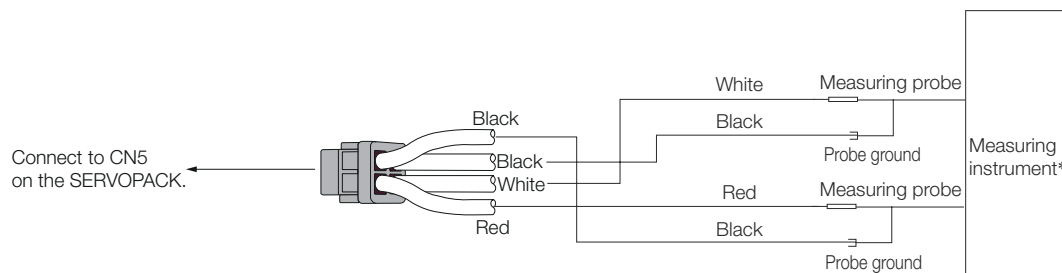 White
Measuring probe
Black
Black
Probe ground
Connect to CN5
on the SERVOPACK.
Black
White
Measuring
instrument*
Red
Measuring probe
Red
Black
Probe ground